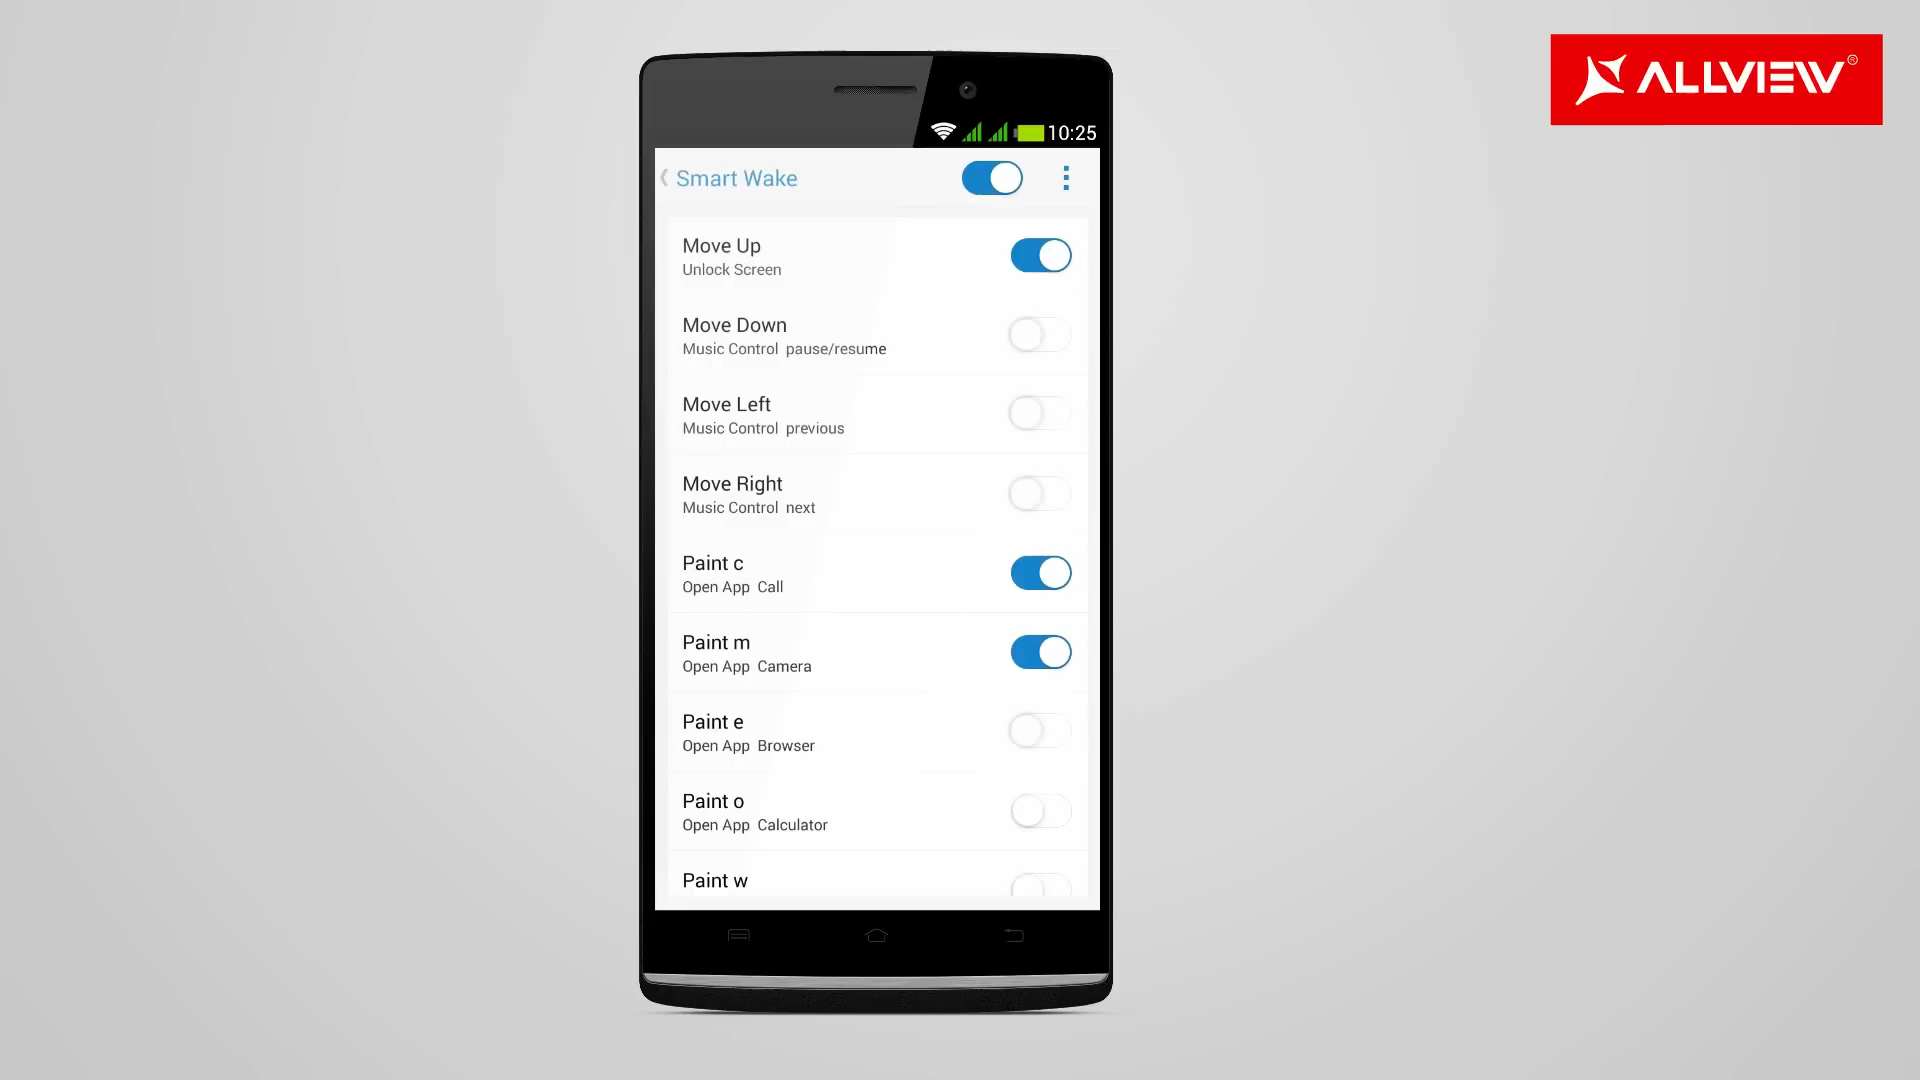 ALLVIEW®
10:25
Smart Wake
Move Up
Unlock Screen
Move Down
Music Control pause/resume
Move Left
Music Control previous
Move Right
Music Control next
Paint c
Open App Call
Paint m
Open App Camera
Paint e
Open App Browser
Paint o
Open App Calculator
Paint w